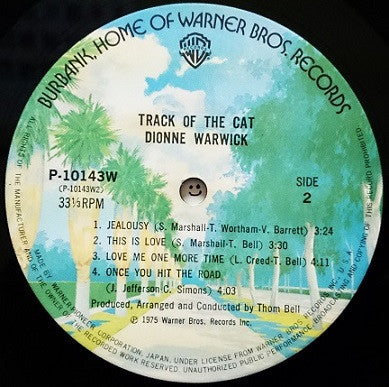 BURBANK, HOME OF WARNER BROS. RECORDS
TRACK OF THE CAT
DIONNE WARWICK
P-10143W
(P-10143W2)
33⅓RPM
SIDE
2
1. JEALOUSY (S. Marshall-T. Wortham-V. Barrett) 3:24
2. THIS IS LOVE (S. Marshall-T. Bell) 3:30
3. LOVE ME ONE MORE TIME (L. Creed-T. Bell) 4:11
4. ONCE YOU HIT THE ROAD
(J. Jefferson-C. Simons) 4:03
Produced, Arranged and Conducted by Thom Bell
℗ 1975 Warner Bros. Records Inc.
MADE BY WARNER-PIONEER CORPORATION, JAPAN, UNDER LICENSE FROM WARNER BROS. RECORDS INC., U.S.A.
ALL RIGHTS OF THE MANUFACTURER AND OF THE OWNER OF THE RECORDED WORK RESERVED. UNAUTHORIZED PUBLIC PERFORMANCE, BROADCASTING AND COPYING OF THIS RECORD PROHIBITED.